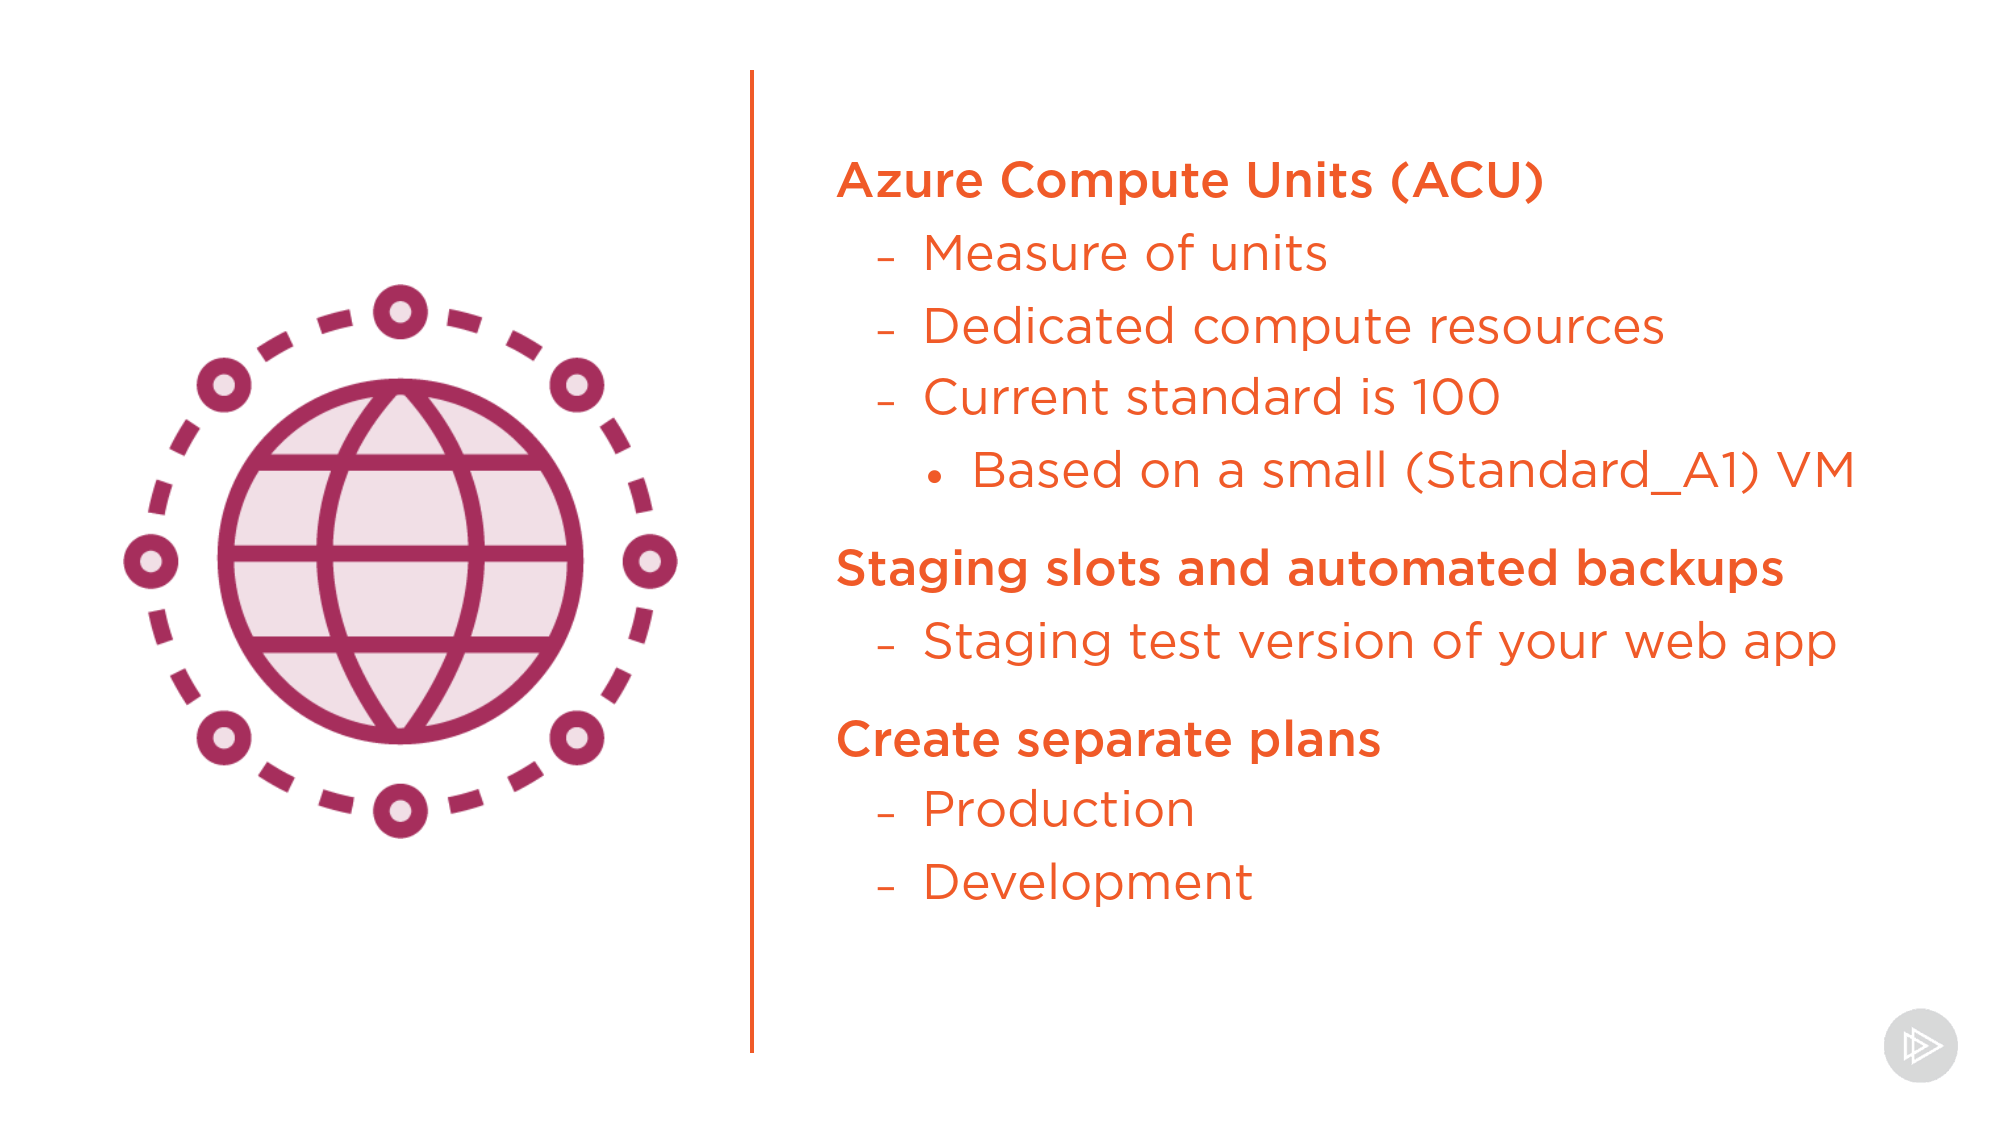 Azure Compute Units (ACU)
– Measure of units
– Dedicated compute resources
– Current standard is 100
• Based on a small (Standard_A1) VM
Staging slots and automated backups
– Staging test version of your web app
Create separate plans
– Production
– Development